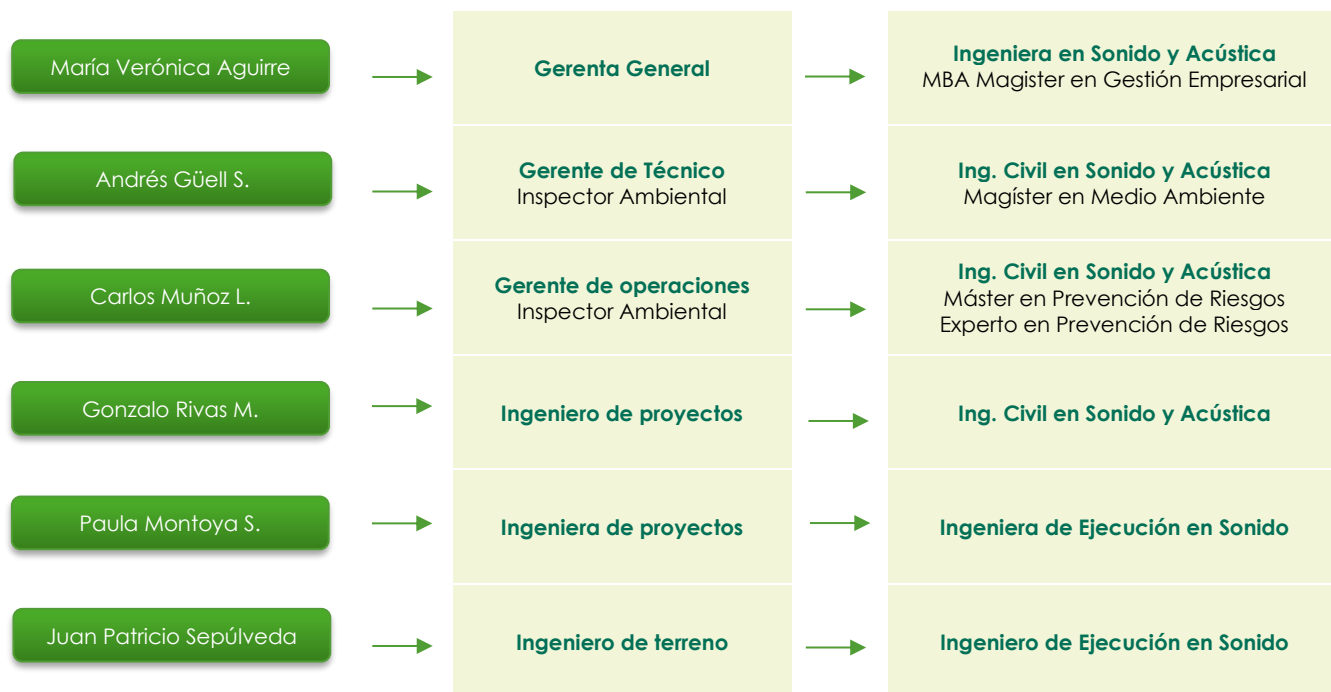 María Verónica Aguirre
Gerenta General
Ingeniera en Sonido y Acústica
MBA Magister en Gestión Empresarial
Andrés Güell S.
Gerente de Técnico
Inspector Ambiental
Ing. Civil en Sonido y Acústica
Magíster en Medio Ambiente
Carlos Muñoz L.
Gerente de operaciones
Inspector Ambiental
Ing. Civil en Sonido y Acústica
Máster en Prevención de Riesgos
Experto en Prevención de Riesgos
Gonzalo Rivas M.
Ingeniero de proyectos
Ing. Civil en Sonido y Acústica
Paula Montoya S.
Ingeniera de proyectos
Ingeniera de Ejecución en Sonido
Juan Patricio Sepúlveda
Ingeniero de terreno
Ingeniero de Ejecución en Sonido